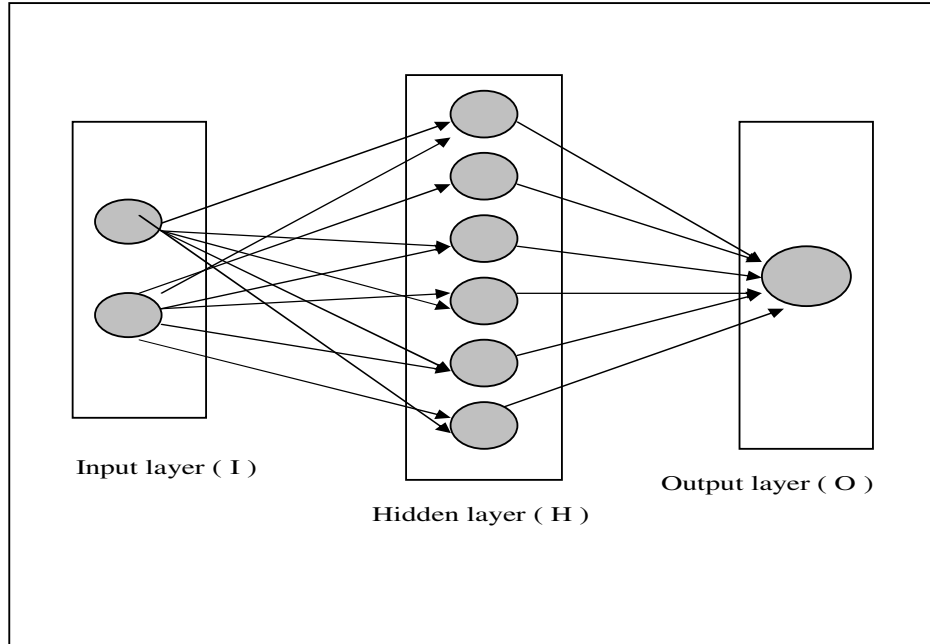 Input layer ( I )
Hidden layer ( H )
Output layer ( O )